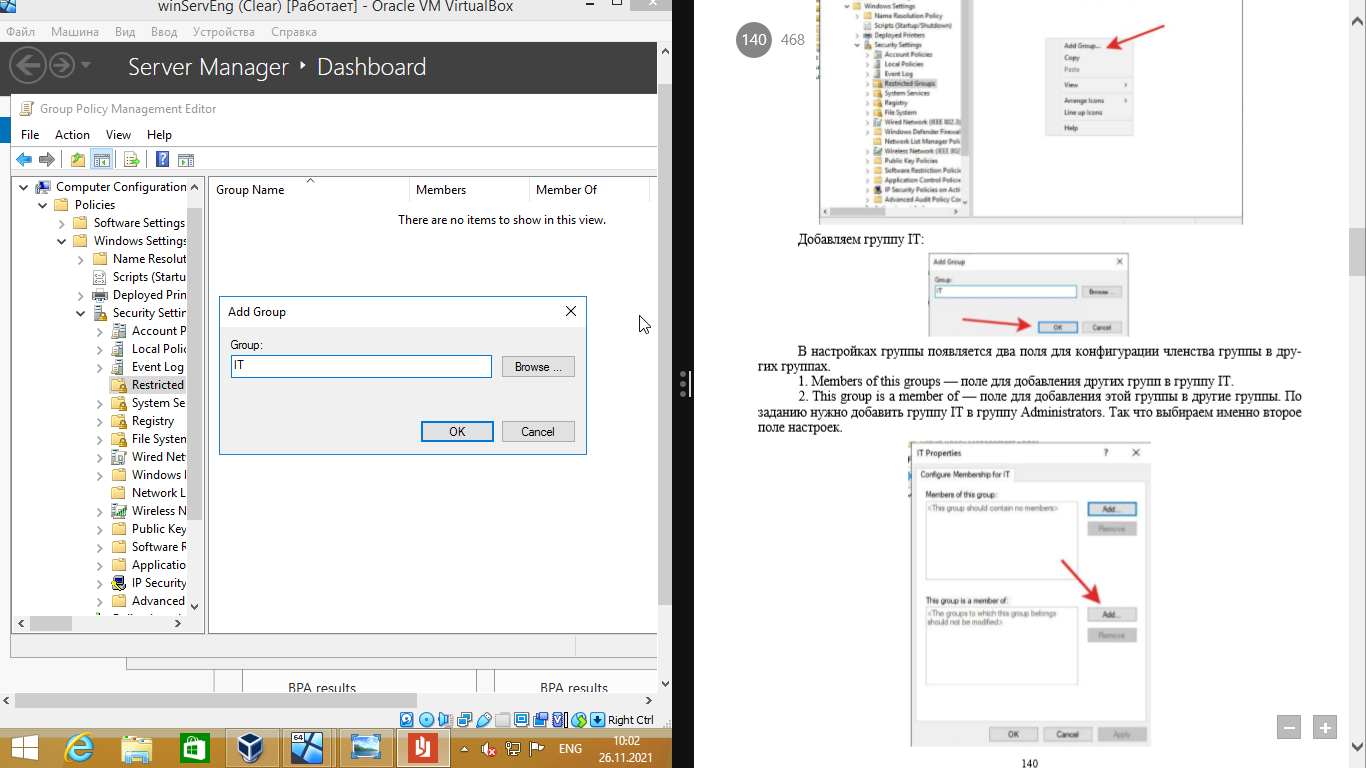 winServEng (Clear) [Работает] - Oracle VM VirtualBox
Файл Машина Вид Ввод Устройства Справка
Server Manager Dashboard
Group Policy Management Editor
File Action View Help
Computer Configuration
Policies
Software Settings
Windows Settings
Name Resolut
Scripts (Startu
Deployed Prin
Security Settin
Account P
Local Polic
Event Log
Restricted
System Se
Registry
File System
Wired Net
Windows
Network L
Wireless N
Public Key
Software R
Applicatio
IP Security
Advanced
Group Name Members Member Of
There are no items to show in this view.
Add Group
Group:
IT
Browse ...
OK Cancel
BPA results BPA results
Right Ctrl
64
ENG
10:02
26.11.2021
140 468
Windows Settings
Name Resolution Policy
Scripts (Startup/Shutdown)
Deployed Printers
Security Settings
Account Policies
Local Policies
Event Log
Restricted Groups
System Services
Registry
File System
Wired Network (IEEE 802.3)
Windows Defender Firewal
Network List Manager Poli
Wireless Network (IEEE 802
Public Key Policies
Software Restriction Polici
Application Control Policie
IP Security Policies on Acti
Advanced Audit Policy Co
Add Group...
Copy
Paste
View
Arrange Icons
Line up Icons
Help
Добавляем группу IT:
Add Group
Group:
IT
Browse ...
OK Cancel
В настройках группы появляется два поля для конфигурации членства группы в дру-
гих группах.
1. Members of this groups — поле для добавления других групп в группу IT.
2. This group is a member of — поле для добавления этой группы в другие группы. По
заданию нужно добавить группу IT в группу Administrators. Так что выбираем именно второе
поле настроек.
IT Properties ?
Configure Membership for IT
Members of this group:
<This group should contain no members>
Add...
Remove
This group is a member of:
<The groups to which this group belongs
should not be modified>
Add...
Remove
OK Cancel Apply
140